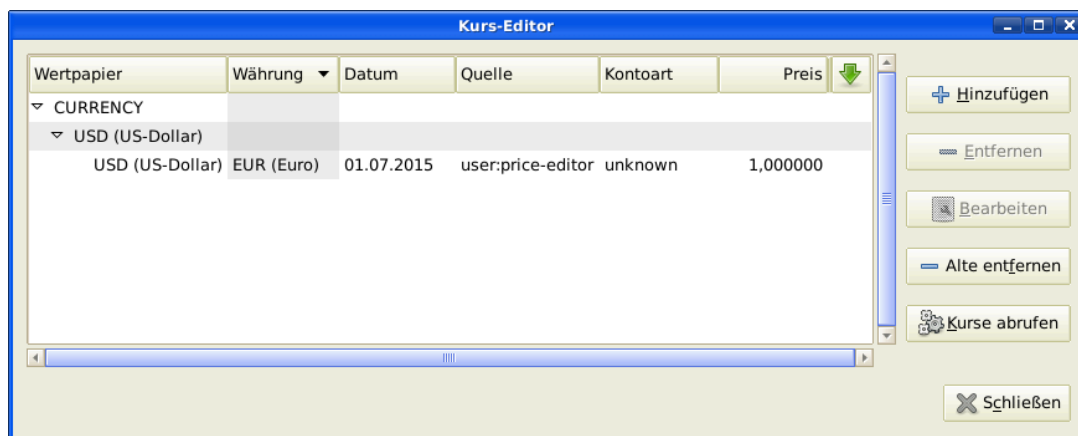 Kurs-Editor
Wertpapier Währung Datum Quelle Kontoart Preis
CURRENCY
USD (US-Dollar)
USD (US-Dollar) EUR (Euro) 01.07.2015 user:price-editor unknown 1,000000
Hinzufügen
Entfernen
Bearbeiten
Alte entfernen
Kurse abrufen
Schließen